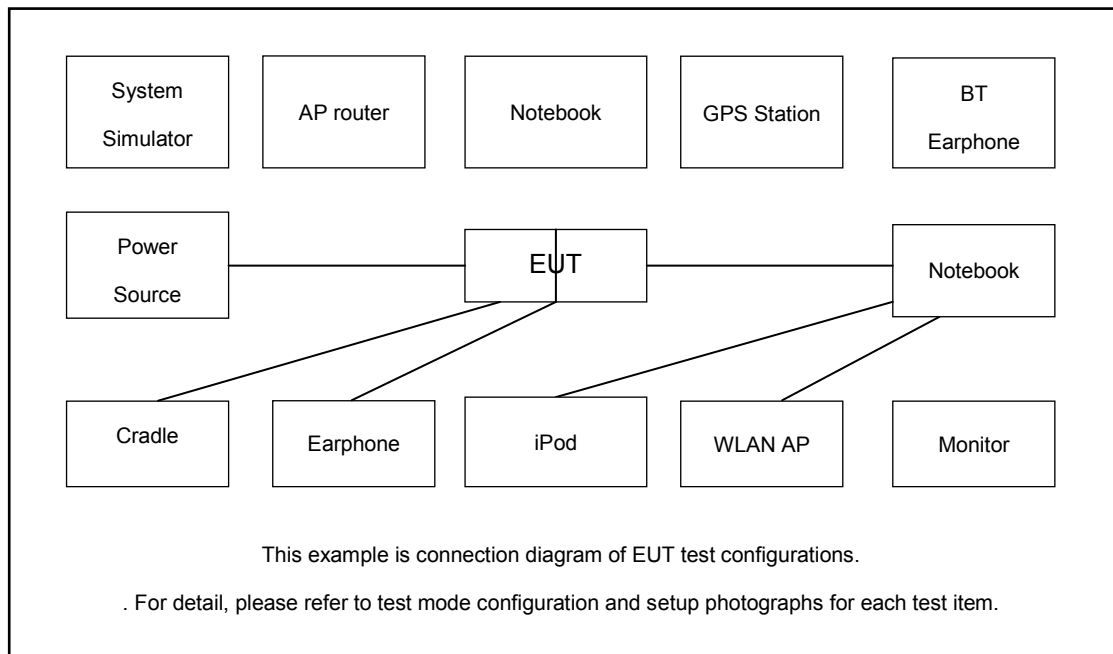 System
Simulator
AP router
Notebook
GPS Station
BT
Earphone
Power
Source
EUT
Notebook
Cradle
Earphone
iPod
WLAN AP
Monitor
This example is connection diagram of EUT test configurations.
. For detail, please refer to test mode configuration and setup photographs for each test item.